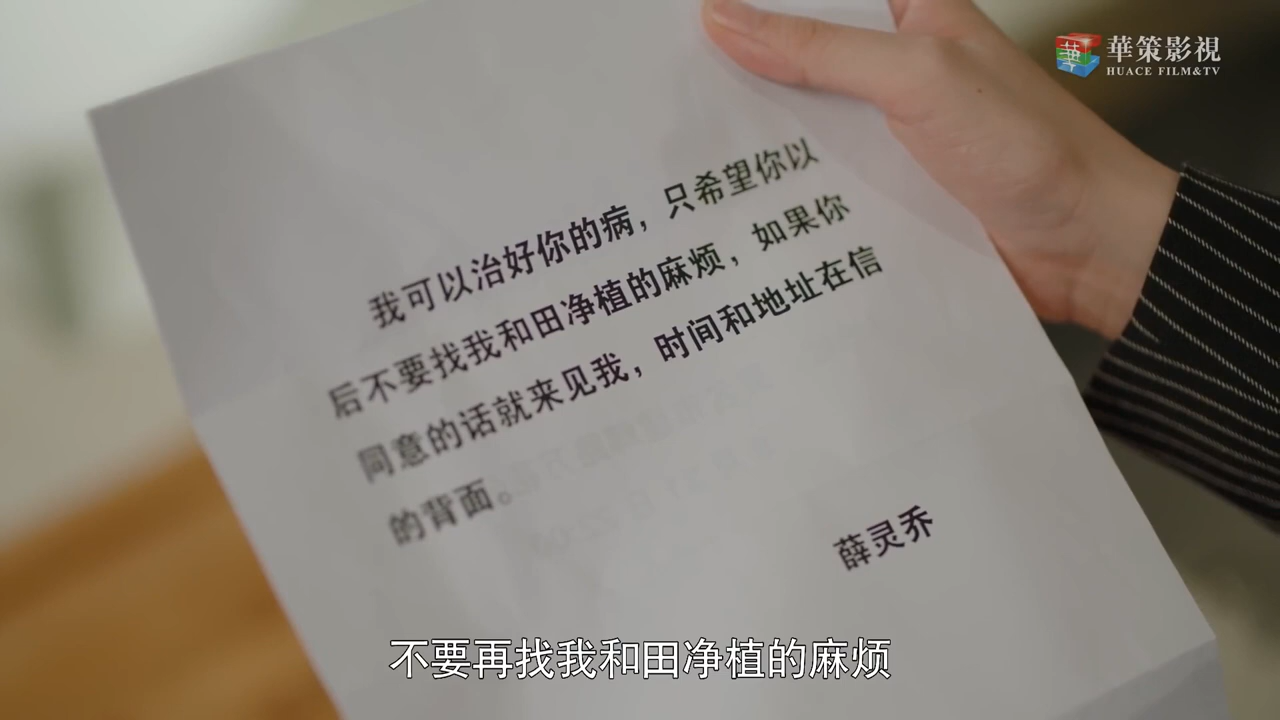 華
華策影視
HUACE FILM&TV
我可以治好你的病，只希望你以
后不要找我和田净植的麻烦，如果你
同意的话就来见我，时间和地址在信
的背面。
薛灵乔
不要再找我和田净植的麻烦